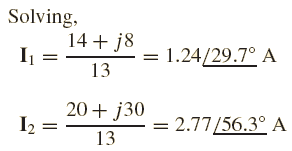 Solving,
I₁ = (14 + j8)/13 = 1.24/29.7° A
I₂ = (20 + j30)/13 = 2.77/56.3° A